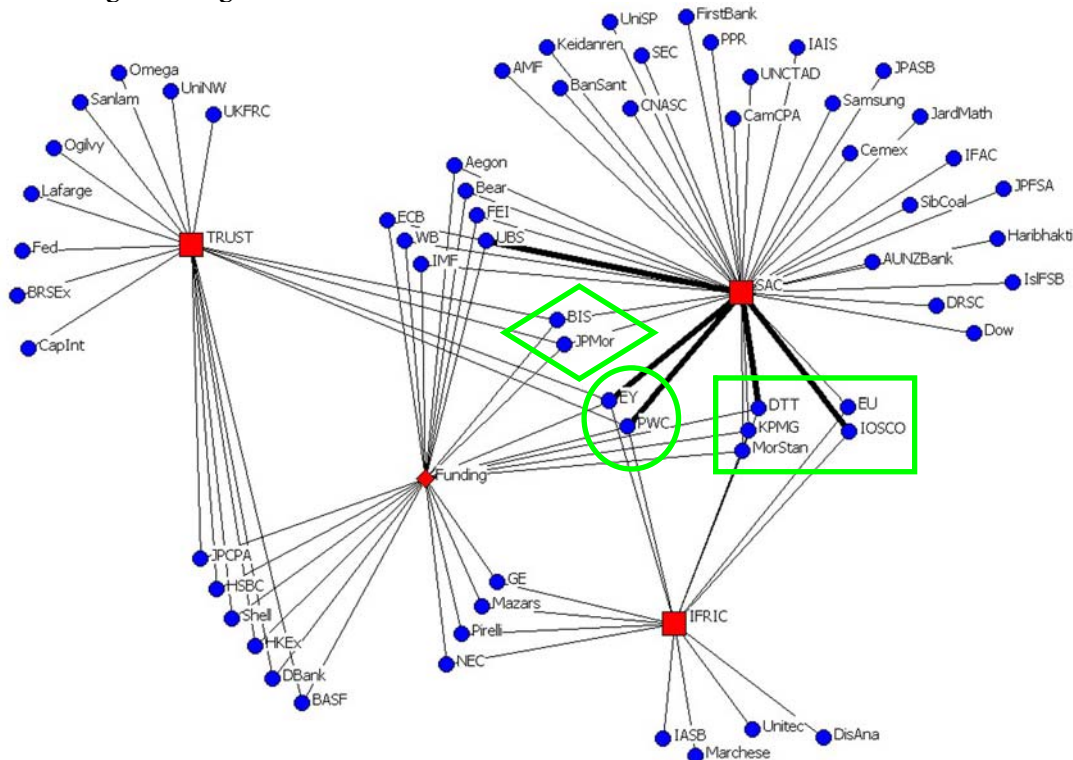 UniSP
FirstBank
Omega
Keidanren
SEC
PPR
IAIS
UniNW
AMF
BanSant
UNCTAD
JPASB
Sanlam
UKFRC
CNASC
CamCPA
Samsung
JardMath
Ogilvy
Aegon
Cemex
IFAC
Lafarge
Bear
SibCoal
JPFSA
ECB
FEI
TRUST
WB
UBS
Haribhakti
Fed
IMF
AUNZBank
BRSEx
SAC
IslFSB
BIS
DRSC
CapInt
JPMor
Dow
EY
DTT
EU
PWC
KPMG
IOSCO
MorStan
Funding
JPCPA
GE
HSBC
Mazars
Shell
Pirelli
IFRIC
HKEx
NEC
DBank
BASF
IASB
Unitec
DisAna
Marchese